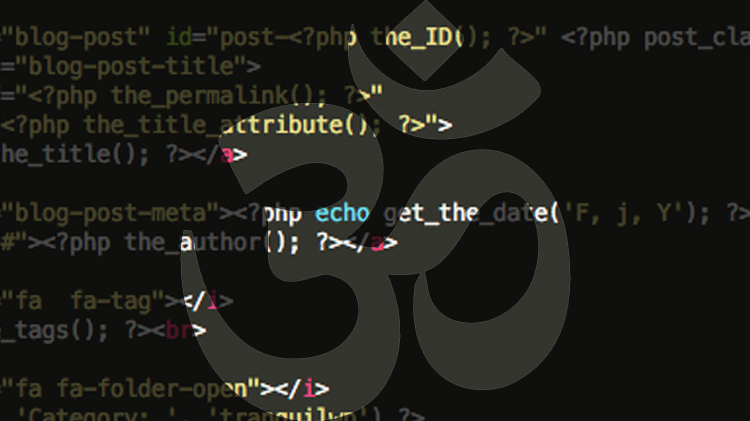 ="blog-post" id="post-<?php the_ID(); ?>" <?php post_cla
="blog-post-title">
="<?php the_permalink(); ?>"
<?php the_title_attribute(); ?>">
he_title(); ?></a>
="blog-post-meta"><?php echo get_the_date('F, j, Y'); ?>
#"><?php the_author(); ?></a>
="fa  fa-tag"></i>
e_tags(); ?><br>
="fa fa-folder-open"></i>
'Category: ', 'tranquilwp') ?>
ॐ